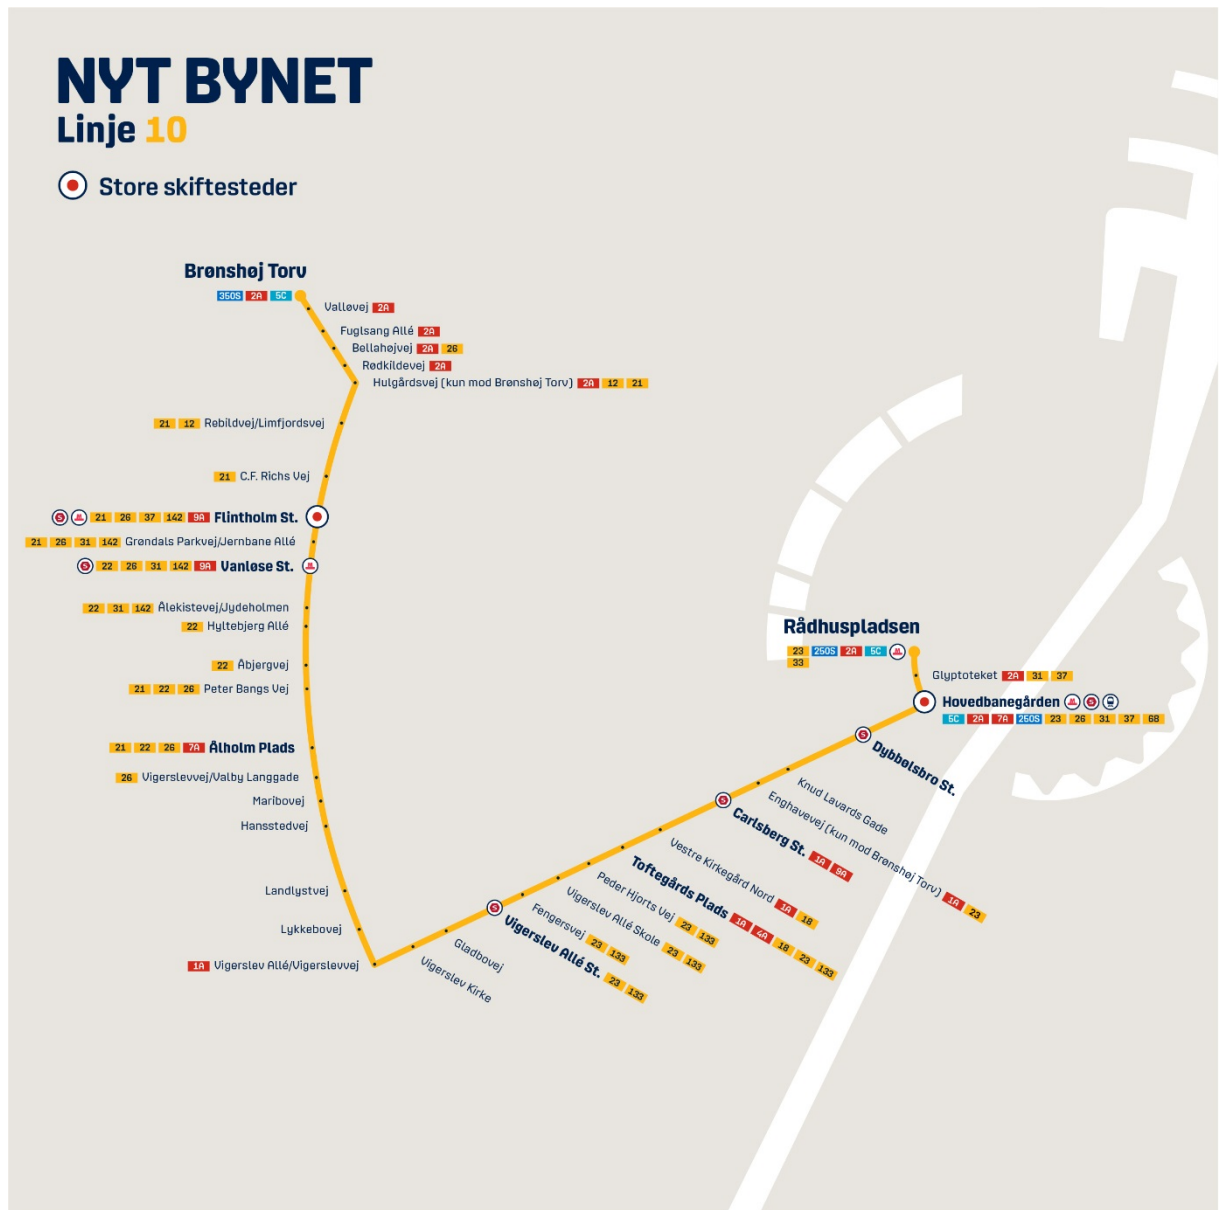 NYT BYNET
Linje 10
Store skiftesteder
Brønshøj Torv
350S 2A 5C
Valløvej 2A
Fuglsang Allé 2A
Bellahøjvej 2A 26
Rødkildevej 2A
Hulgårdsvej (kun mod Brønshøj Torv) 2A 12 21
21 12 Rebildvej/Limfjordsvej
21 C.F. Richs Vej
S M 21 26 37 142 9A Flintholm St.
21 26 31 142 Grøndals Parkvej/Jernbane Allé
S 22 26 31 142 9A Vanløse St. M
22 31 142 Ålekistevej/Jydeholmen
22 Hyltebjerg Allé
22 Åbjergvej
21 22 26 Peter Bangs Vej
21 22 26 7A Ålholm Plads
26 Vigerslevvej/Valby Langgade
Maribovej
Hansstedvej
Landlystvej
Lykkebovej
1A Vigerslev Allé/Vigerslevvej
Vigerslev Kirke
Gladbovej
S Vigerslev Allé St. 23 133
Fengersvej 23 133
Vigerslev Allé Skole 23 133
Peder Hjorts Vej 23 133
Toftegårds Plads 1A 4A 18 23 133
Vestre Kirkegård Nord 1A 18
S Carlsberg St. 1A 9A
Enghavevej (kun mod Brønshøj Torv) 1A 23
Knud Lavards Gade
S Dybbølsbro St.
Hovedbanegården M S
5C 2A 7A 250S 23 26 31 37 68
Glyptoteket 2A 31 37
Rådhuspladsen
23 250S 2A 5C M
33